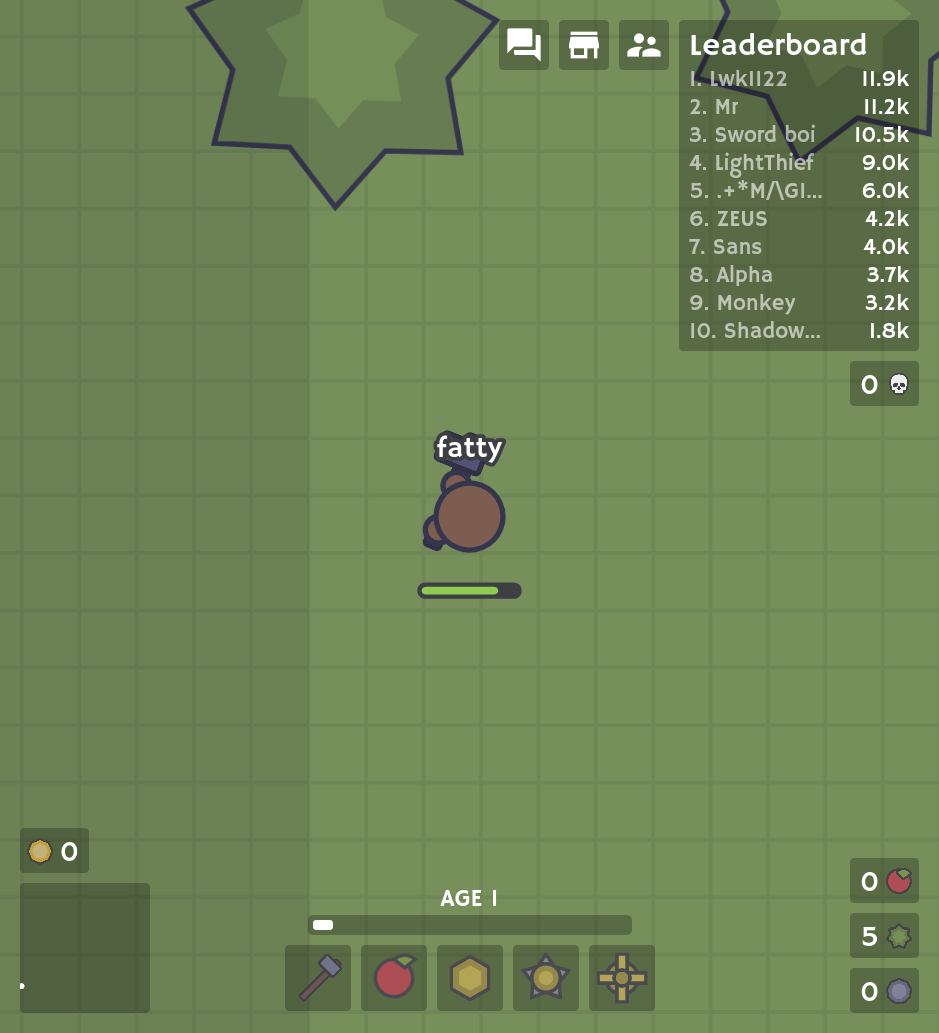 Leaderboard
1. Lwk1122 11.9k
2. Mr 11.2k
3. Sword boi 10.5k
4. LightThief 9.0k
5. .+*M/\GI... 6.0k
6. ZEUS 4.2k
7. Sans 4.0k
8. Alpha 3.7k
9. Monkey 3.2k
10. Shadow... 1.8k
0
fatty
0
AGE 1
0
5
0